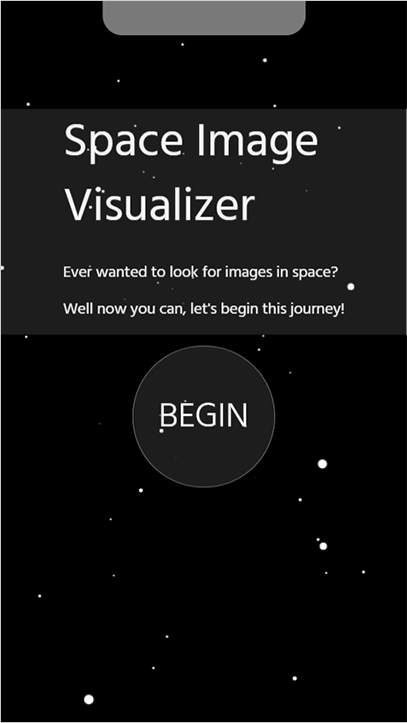 Space Image
Visualizer
Ever wanted to look for images in space?
Well now you can, let's begin this journey!
BEGIN